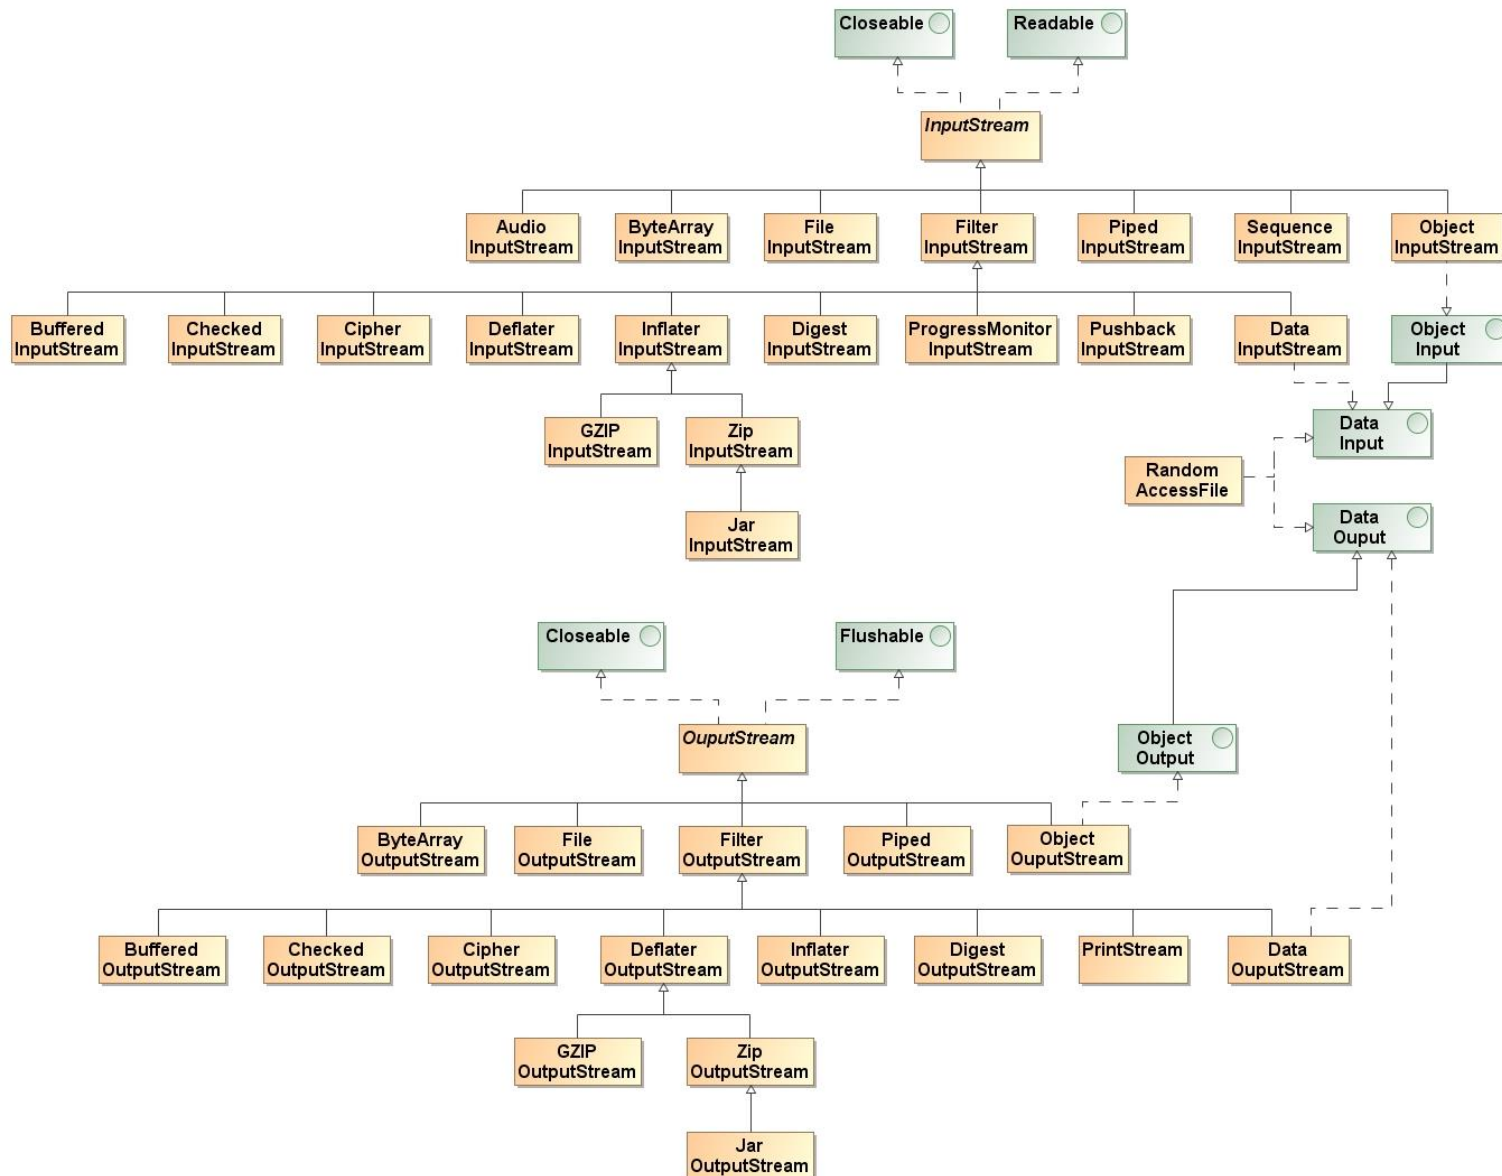 Closeable
Readable
InputStream
Audio
InputStream
ByteArray
InputStream
File
InputStream
Filter
InputStream
Piped
InputStream
Sequence
InputStream
Object
InputStream
Buffered
InputStream
Checked
InputStream
Cipher
InputStream
Deflater
InputStream
Inflater
InputStream
Digest
InputStream
ProgressMonitor
InputStream
Pushback
InputStream
Data
InputStream
Object
Input
GZIP
InputStream
Zip
InputStream
Data
Input
Random
AccessFile
Jar
InputStream
Data
Ouput
Closeable
Flushable
OuputStream
Object
Output
ByteArray
OutputStream
File
OutputStream
Filter
OutputStream
Piped
OutputStream
Object
OuputStream
Buffered
OutputStream
Checked
OutputStream
Cipher
OutputStream
Deflater
OutputStream
Inflater
OutputStream
Digest
OutputStream
PrintStream
Data
OuputStream
GZIP
OutputStream
Zip
OutputStream
Jar
OutputStream